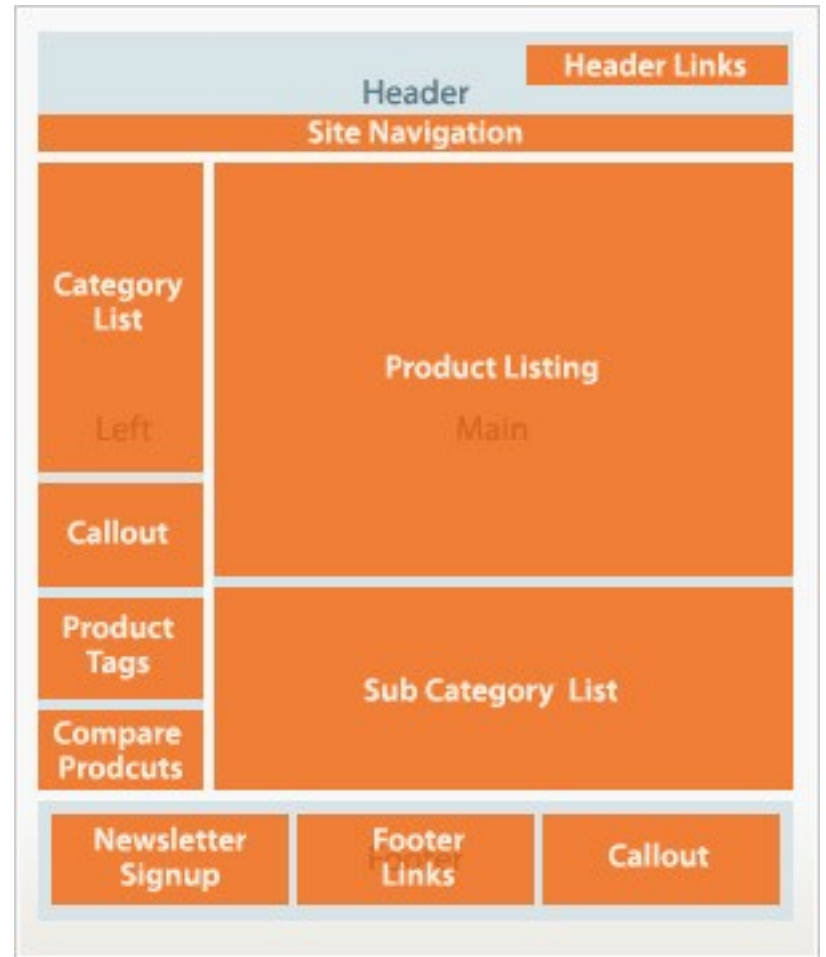 Header Links
Header
Site Navigation
Category
List
Left
Callout
Product
Tags
Compare
Prodcuts
Product Listing
Main
Sub Category List
Newsletter
Signup
Footer
Footer
Links
Callout